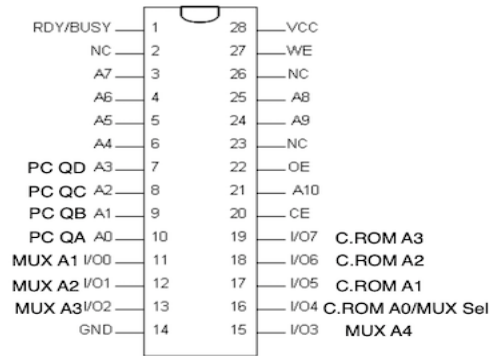 RDY/BUSY 1 28 VCC
NC 2 27 WE
A7 3 26 NC
A6 4 25 A8
A5 5 24 A9
A4 6 23 NC
PC QD A3 7 22 OE
PC QC A2 8 21 A10
PC QB A1 9 20 CE
PC QA A0 10 19 I/O7 C.ROM A3
MUX A1 I/O0 11 18 I/O6 C.ROM A2
MUX A2 I/O1 12 17 I/O5 C.ROM A1
MUX A3 I/O2 13 16 I/O4 C.ROM A0/MUX Sel
GND 14 15 I/O3 MUX A4